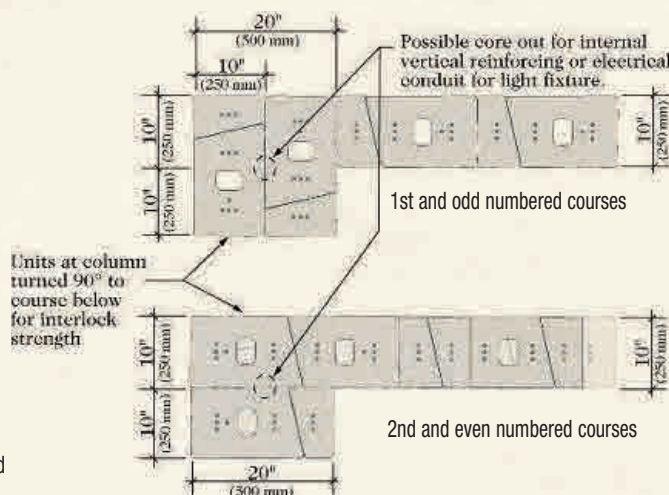 20"
(500 mm)
10"
(250 mm)
Possible core out for internal
vertical reinforcing or electrical
conduit for light fixture.
10"
(250 mm)
10"
(250 mm)
10"
(250 mm)
1st and odd numbered courses
Units at column
turned 90° to
course below
for interlock
strength
10"
(250 mm)
10"
(250 mm)
10"
(250 mm)
2nd and even numbered courses
20"
(500 mm)